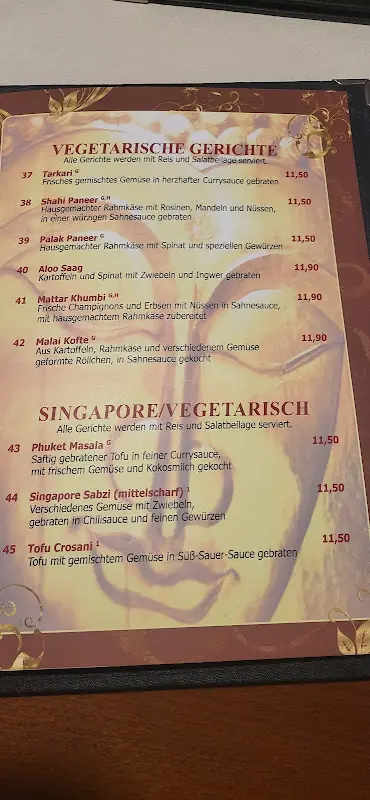 VEGETARISCHE GERICHTE
Alle Gerichte werden mit Reis und Salatbeilage serviert.
37 Tarkari G 11,50
Frisches gemischtes Gemüse in herzhafter Currysauce gebraten
38 Shahi Paneer G,H 11,50
Hausgemachter Rahmkäse mit Rosinen, Mandeln und Nüssen,
in einer würzigen Sahnesauce gebraten
39 Palak Paneer G 11,50
Hausgemachter Rahmkäse mit Spinat und speziellen Gewürzen
40 Aloo Saag 11,90
Kartoffeln und Spinat mit Zwiebeln und Ingwer gebraten
41 Mattar Khumbi G,H 11,90
Frische Champignons und Erbsen mit Nüssen in Sahnesauce,
mit hausgemachtem Rahmkäse zubereitet
42 Malai Kofte G 11,90
Aus Kartoffeln, Rahmkäse und verschiedenem Gemüse
geformte Röllchen, in Sahnesauce gekocht
SINGAPORE/VEGETARISCH
Alle Gerichte werden mit Reis und Salatbeilage serviert.
43 Phuket Masala G 11,50
Saftig gebratener Tofu in feiner Currysauce,
mit frischem Gemüse und Kokosmilch gekocht
44 Singapore Sabzi (mittelscharf) 1 11,50
Verschiedenes Gemüse mit Zwiebeln,
gebraten in Chilisauce und feinen Gewürzen
45 Tofu Crosani 1 11,50
Tofu mit gemischtem Gemüse in Süß-Sauer-Sauce gebraten